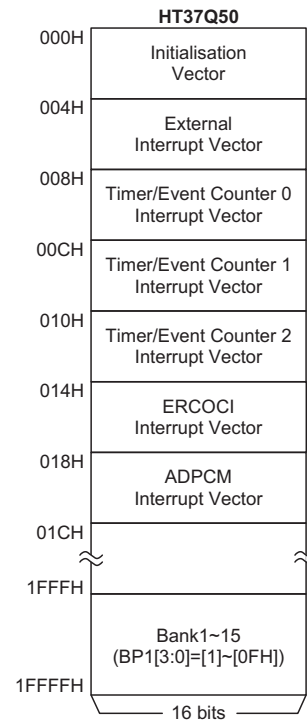 HT37Q50
000H
Initialisation
Vector
004H
External
Interrupt Vector
008H
Timer/Event Counter 0
Interrupt Vector
00CH
Timer/Event Counter 1
Interrupt Vector
010H
Timer/Event Counter 2
Interrupt Vector
014H
ERCOCI
Interrupt Vector
018H
ADPCM
Interrupt Vector
01CH
1FFFH
Bank1~15
(BP1[3:0]=[1]~[0FH])
1FFFFH
16 bits